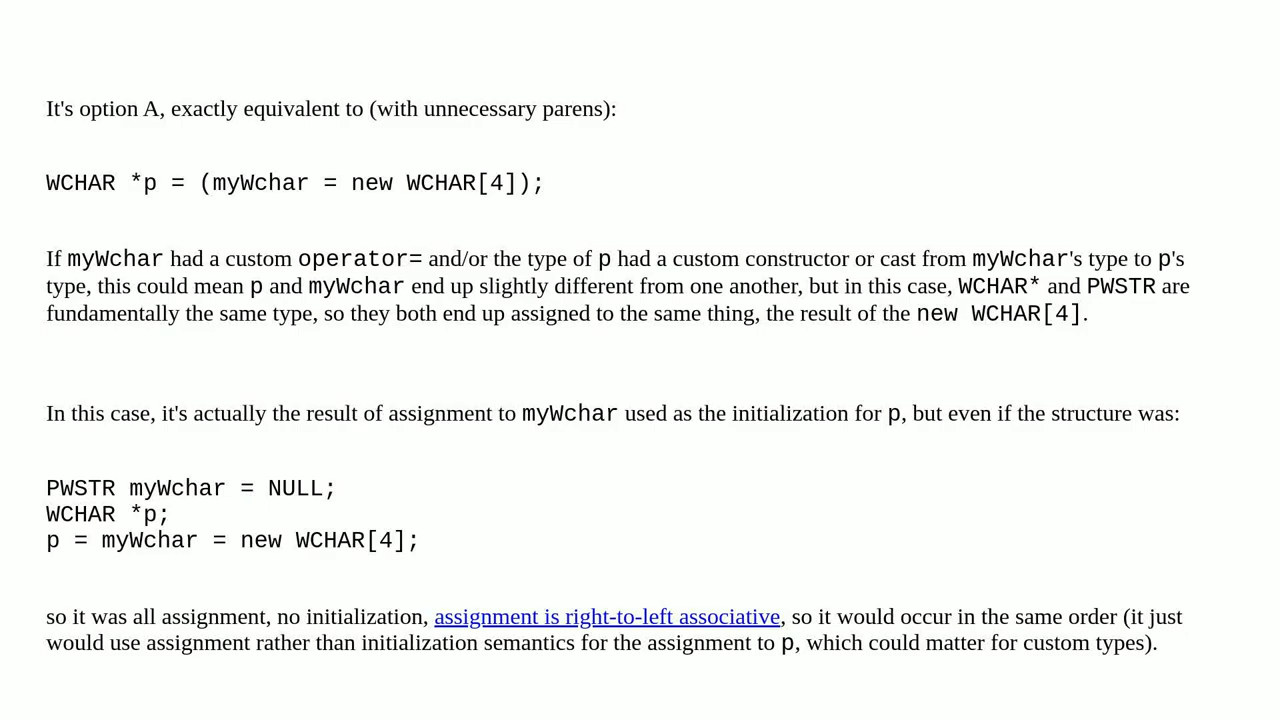 It's option A, exactly equivalent to (with unnecessary parens):
WCHAR *p = (myWchar = new WCHAR[4]);
If myWchar had a custom operator= and/or the type of p had a custom constructor or cast from myWchar's type to p's
type, this could mean p and myWchar end up slightly different from one another, but in this case, WCHAR* and PWSTR are
fundamentally the same type, so they both end up assigned to the same thing, the result of the new WCHAR[4].
In this case, it's actually the result of assignment to myWchar used as the initialization for p, but even if the structure was:
PWSTR myWchar = NULL;
WCHAR *p;
p = myWchar = new WCHAR[4];
so it was all assignment, no initialization, assignment is right-to-left associative, so it would occur in the same order (it just
would use assignment rather than initialization semantics for the assignment to p, which could matter for custom types).